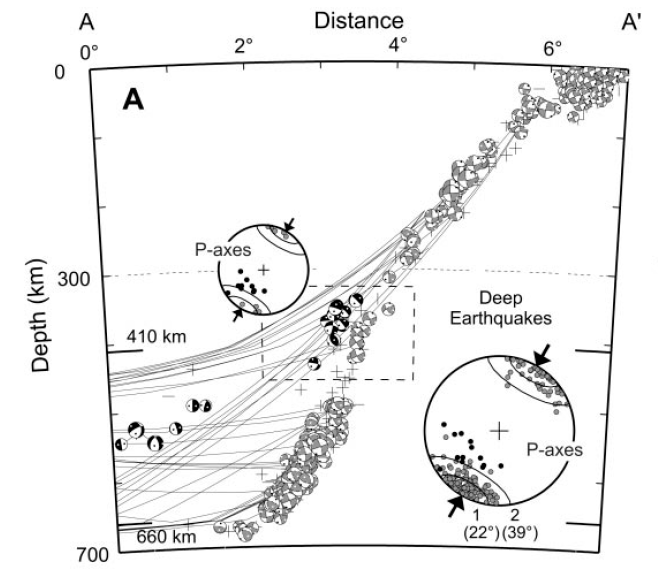 A Distance A'
0° 2° 4° 6°
0
A
P-axes
300
Deep
Earthquakes
Depth (km)
410 km
P-axes
1 2
(22°) (39°)
660 km
700